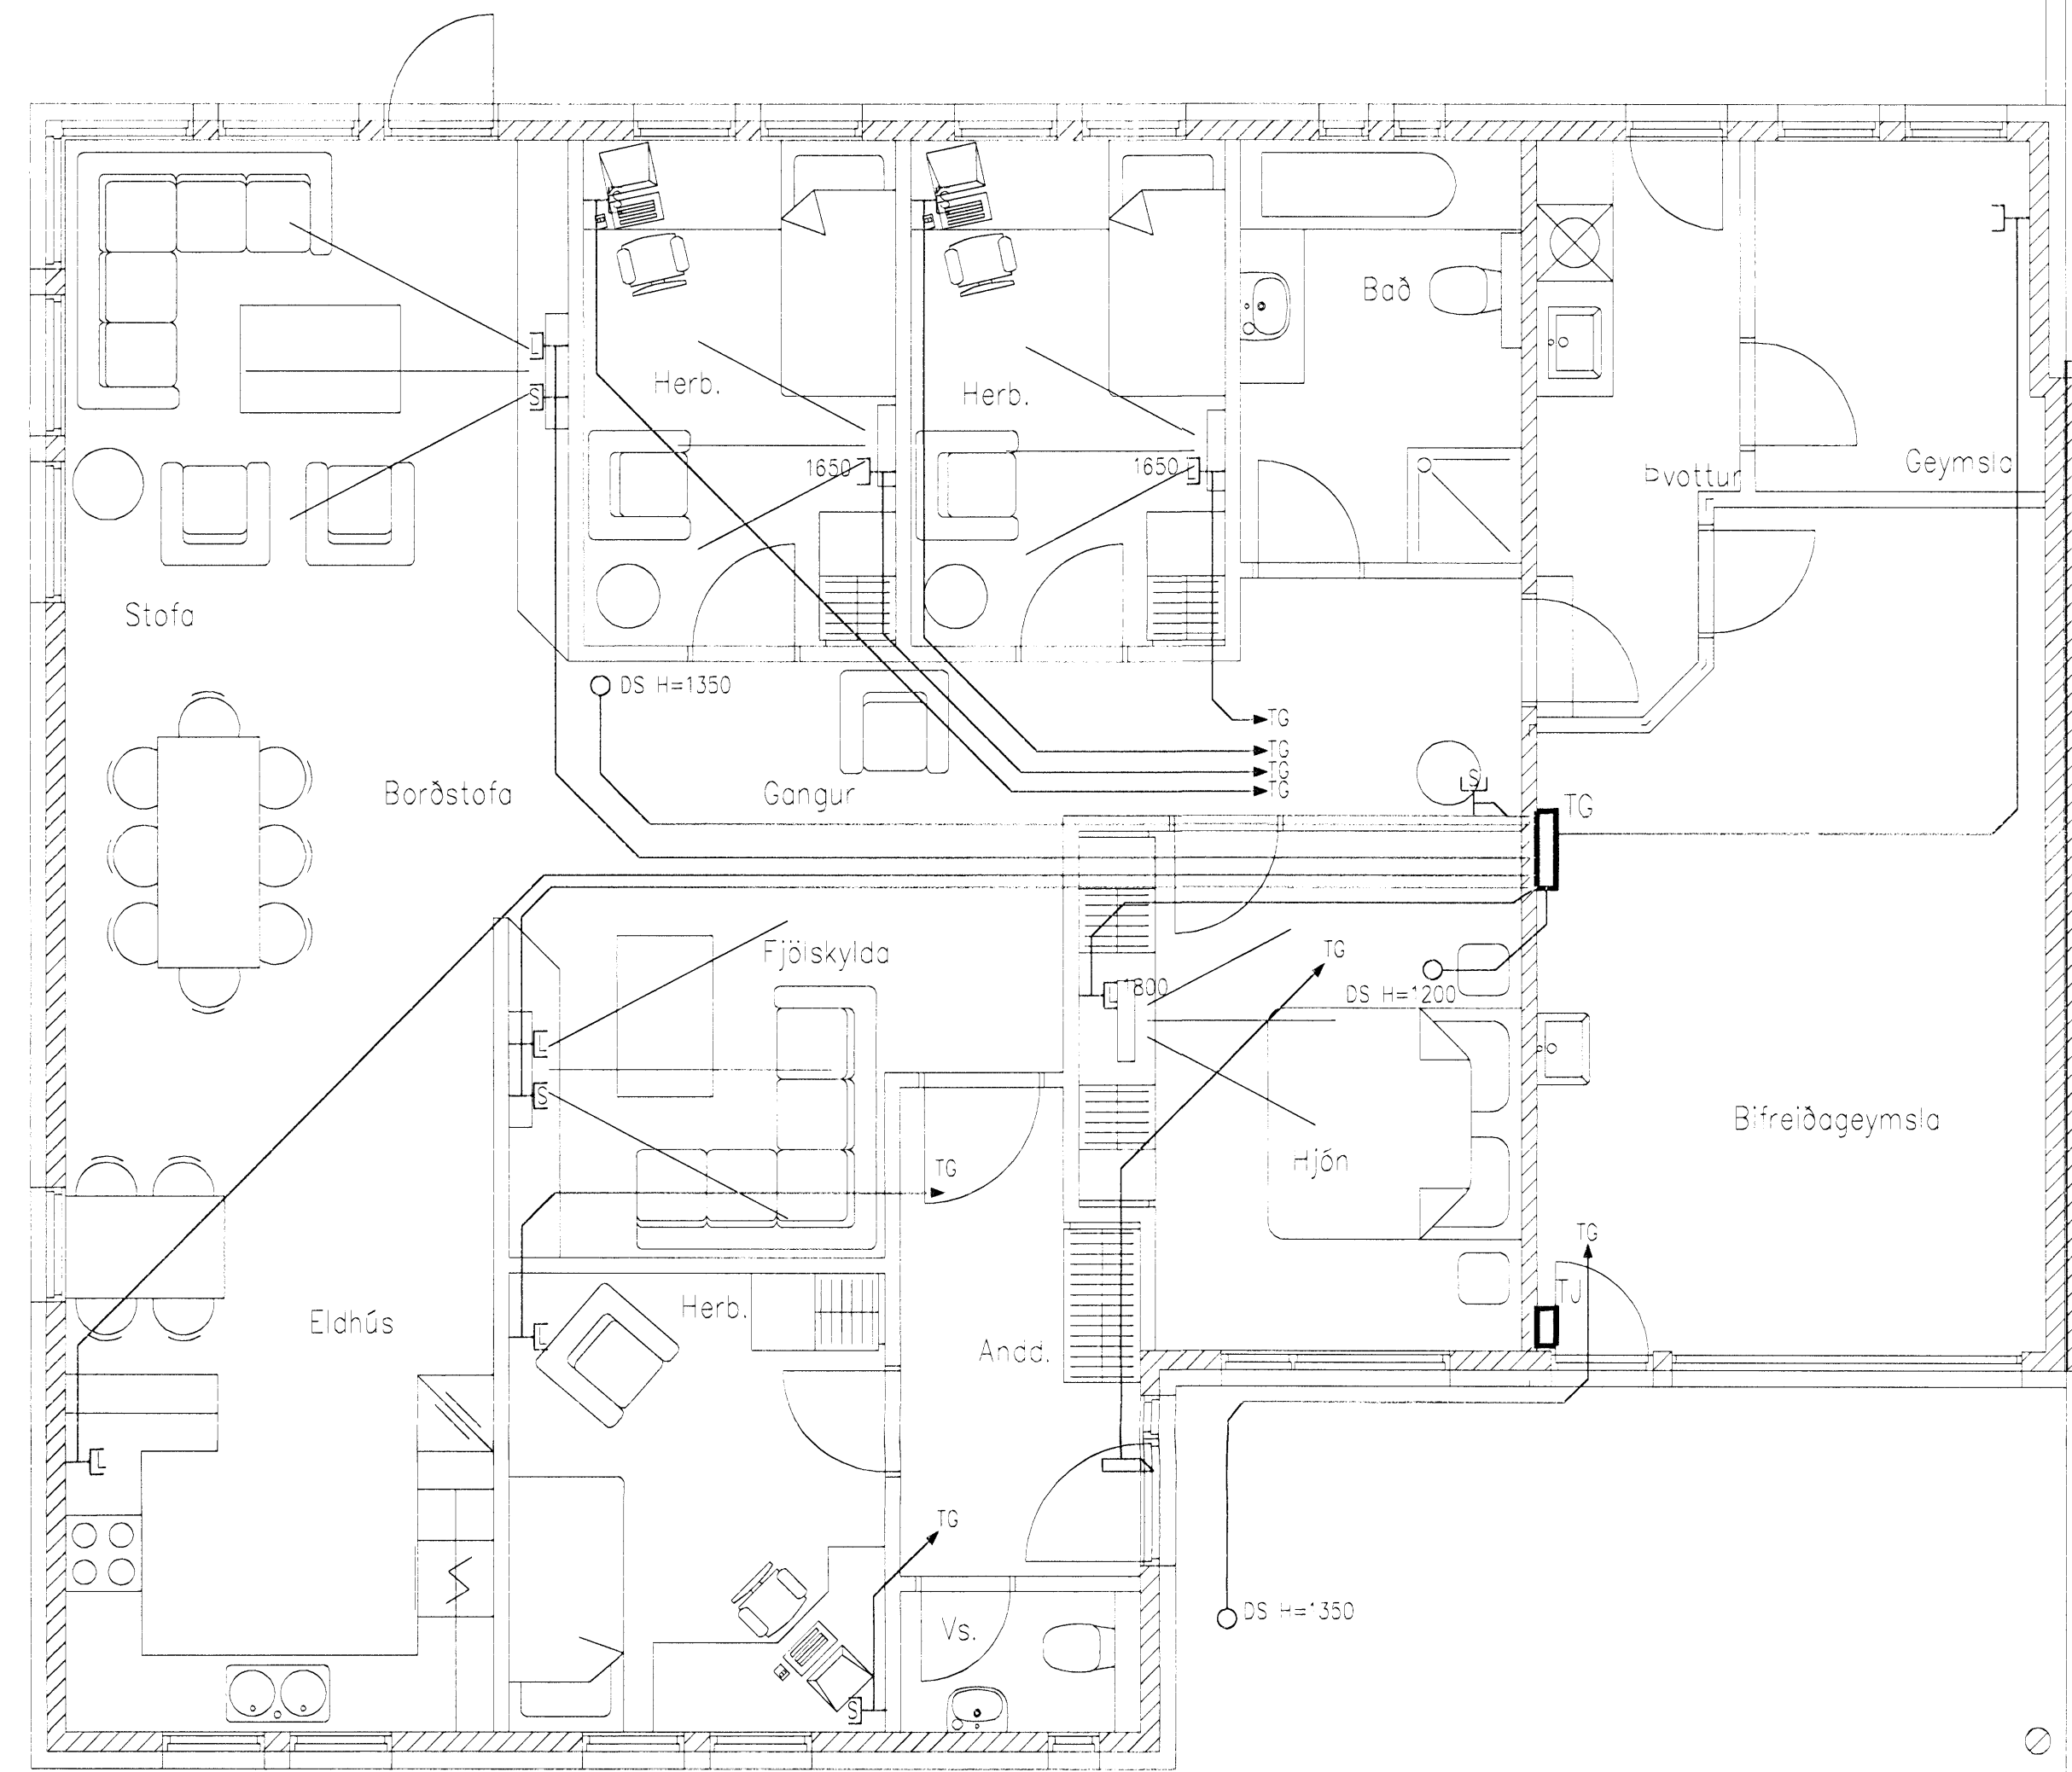 S
S
Bað
L
Herb.
Herb.
S
1650
1650 L
Þvottur
Geymsla
Stofa
DS H=1350
TG
TG
TG
TG
S
Borðstofa
Gangur
TG
Fjölskylda
TG
L 1800
DS H=1200
L
S
Bifreiðageymsla
TG
Hjón
TG
TJ
Herb.
Eldhús
L
Andd.
L
TG
DS H=1350
Vs.
S